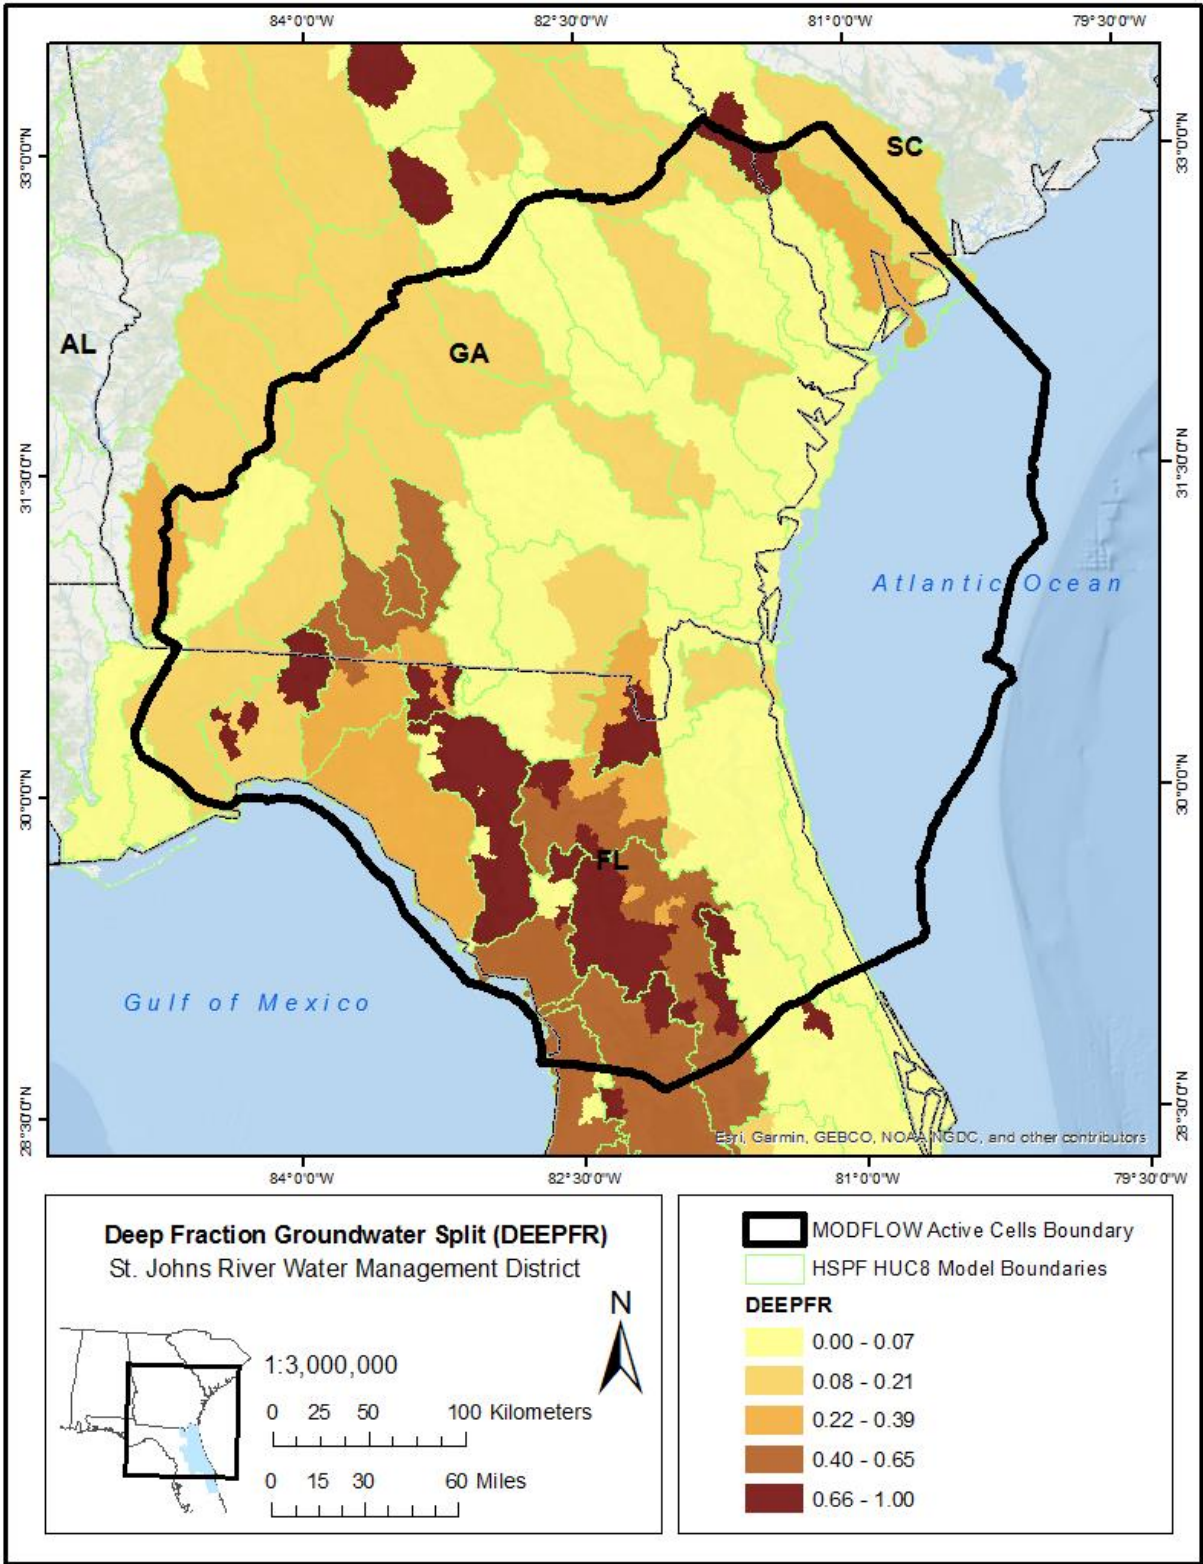 84°0'0"W 82°30'0"W 81°0'0"W 79°30'0"W
33°0'0"N
33°0'0"N
SC
AL
GA
31°30'0"N
31°30'0"N
Atlantic Ocean
30°0'0"N
30°0'0"N
FL
Gulf of Mexico
28°30'0"N
28°30'0"N
Esri, Garmin, GEBCO, NOAA NGDC, and other contributors
84°0'0"W 82°30'0"W 81°0'0"W 79°30'0"W
Deep Fraction Groundwater Split (DEEPFR)
St. Johns River Water Management District
N
1:3,000,000
0 25 50 100 Kilometers
0 15 30 60 Miles
MODFLOW Active Cells Boundary
HSPF HUC8 Model Boundaries
DEEPFR
0.00 - 0.07
0.08 - 0.21
0.22 - 0.39
0.40 - 0.65
0.66 - 1.00